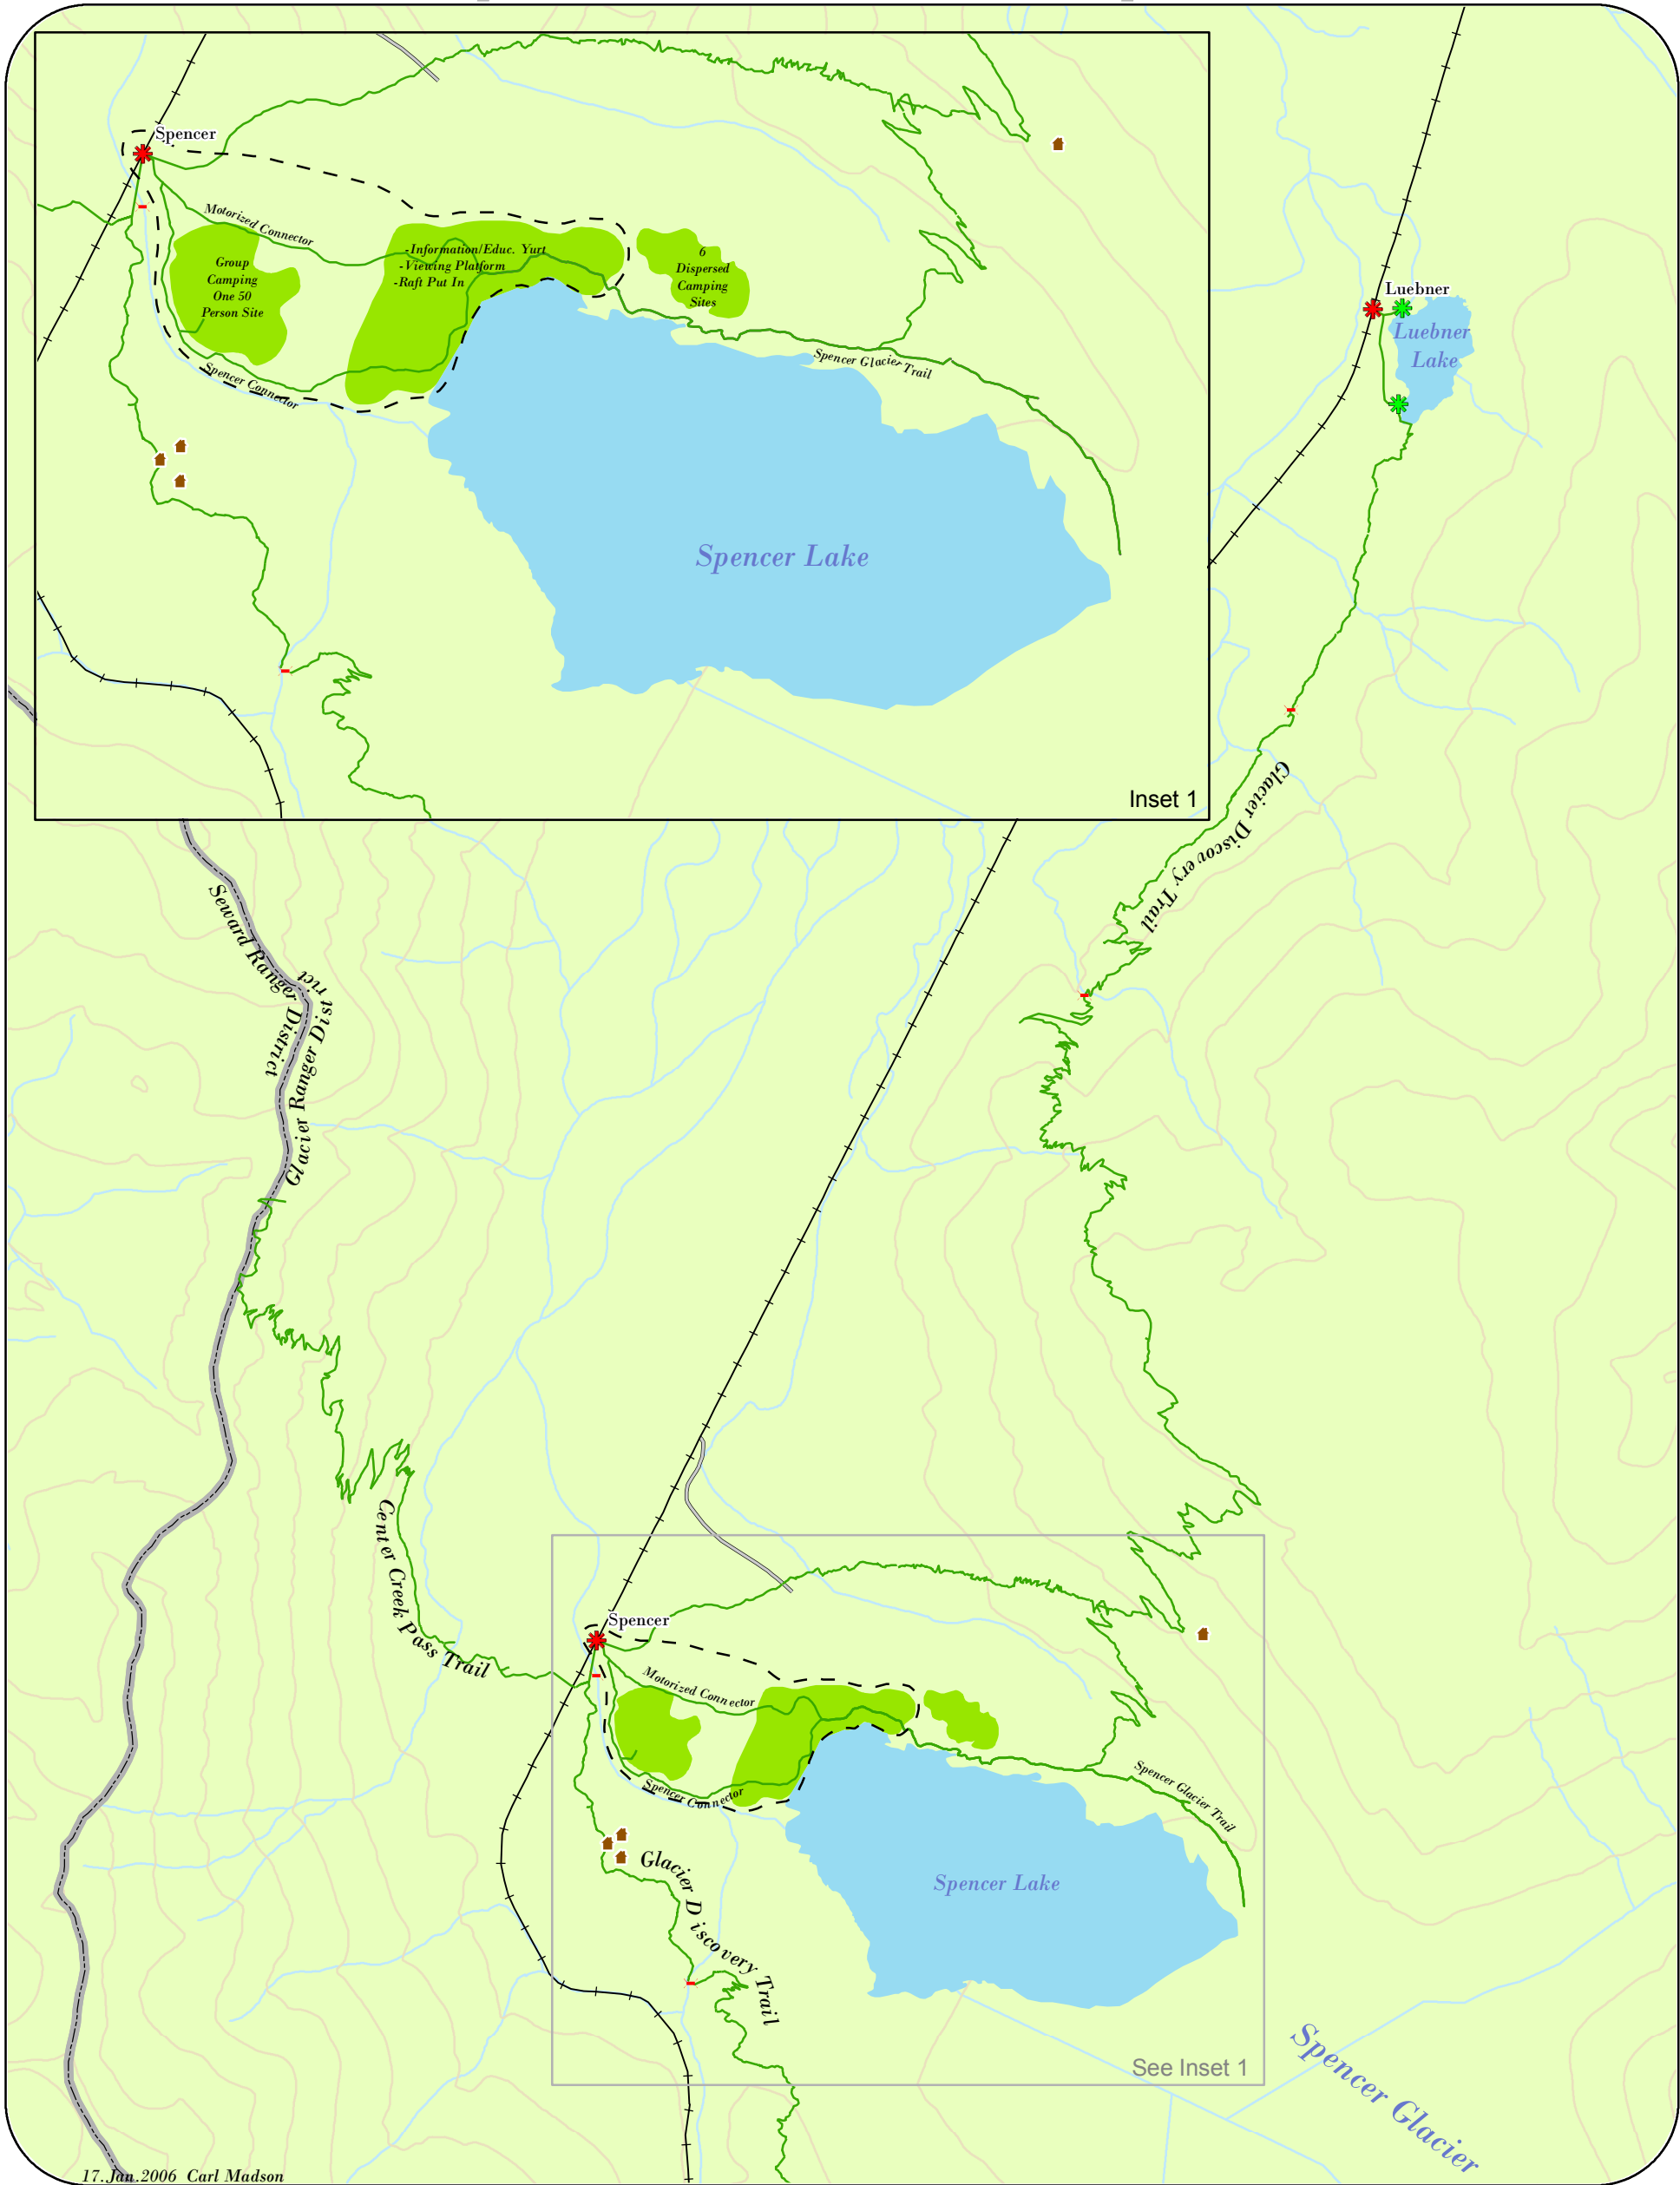 Spencer
Motorized Connector
Group
Camping
One 50
Person Site
-Information/Educ. Yurt
-Viewing Platform
-Raft Put In
6
Dispersed
Camping
Sites
Spencer Connector
Spencer Glacier Trail
Spencer Lake
Inset 1
Luebner
Luebner
Lake
Glacier Discovery Trail
Seward Ranger District
Glacier Ranger District
Center Creek Pass Trail
Spencer
Motorized Connector
Spencer Connector
Spencer Glacier Trail
Glacier Discovery Trail
Spencer Lake
See Inset 1
Spencer Glacier
17.Jan.2006 Carl Madson